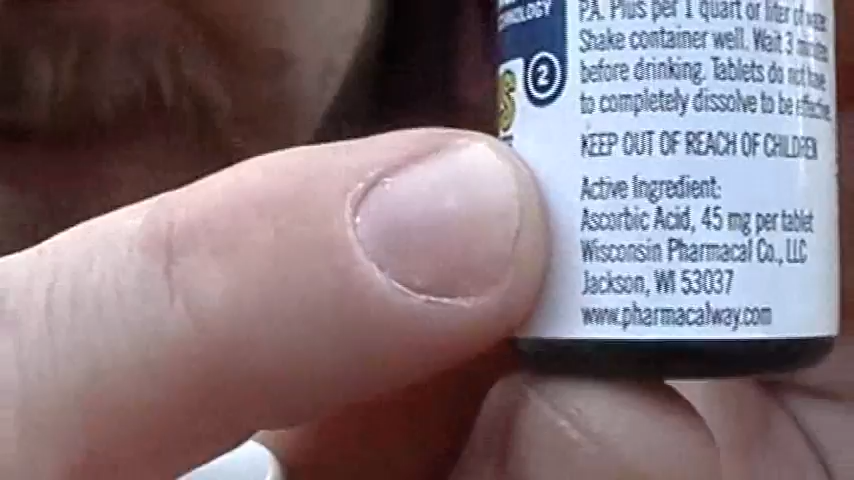 HNOLOGY
2
S
P.A. Plus per 1 quart or liter of water
Shake container well. Wait 3 minutes
before drinking. Tablets do not have
to completely dissolve to be effective.
KEEP OUT OF REACH OF CHILDREN
Active Ingredient:
Ascorbic Acid, 45 mg per tablet
Wisconsin Pharmacal Co., LLC
Jackson, WI 53037
www.pharmacalway.com